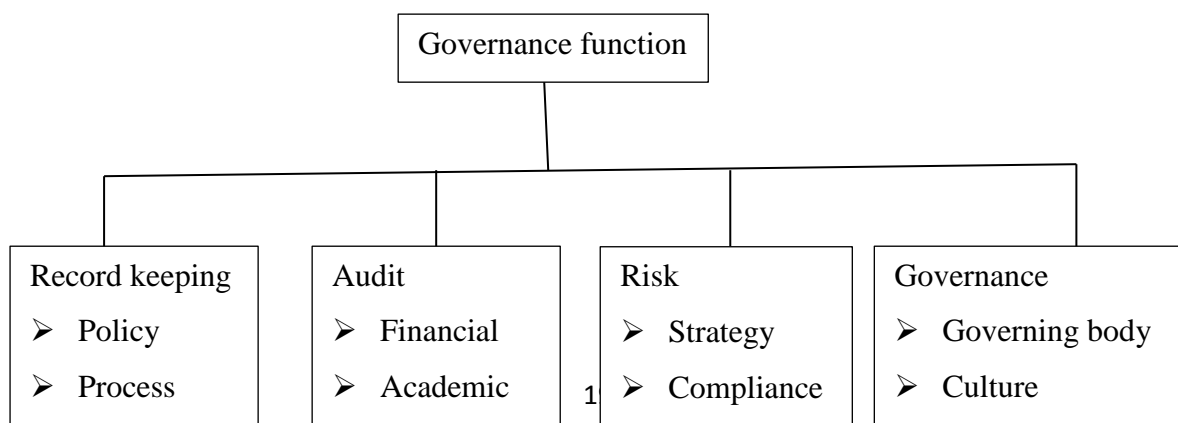 Governance function
Record keeping
➢ Policy
➢ Process
Audit
➢ Financial
➢ Academic
Risk
➢ Strategy
➢ Compliance
Governance
➢ Governing body
➢ Culture